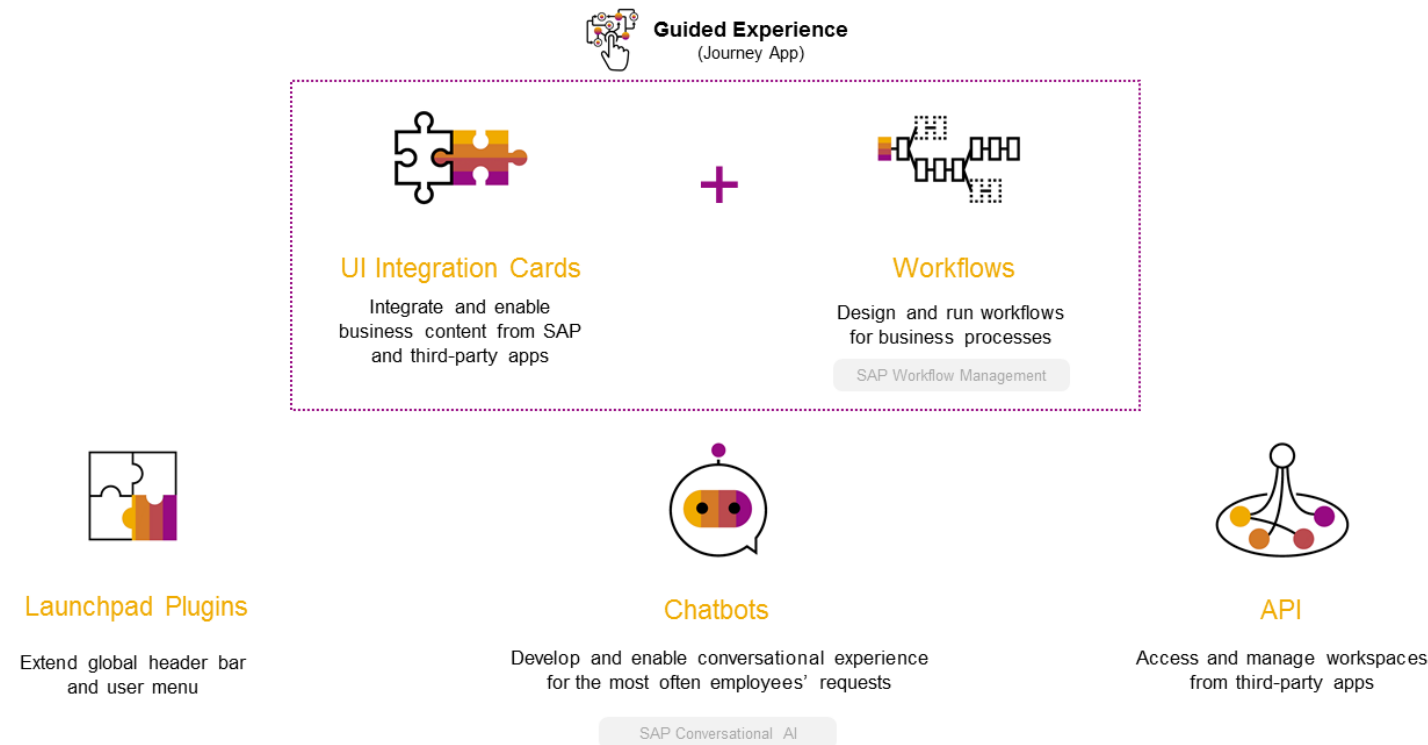 Guided Experience
(Journey App)
UI Integration Cards
Integrate and enable
business content from SAP
and third-party apps
+
Workflows
Design and run workflows
for business processes
SAP Workflow Management
Launchpad Plugins
Extend global header bar
and user menu
Chatbots
Develop and enable conversational experience
for the most often employees' requests
SAP Conversational AI
API
Access and manage workspaces
from third-party apps